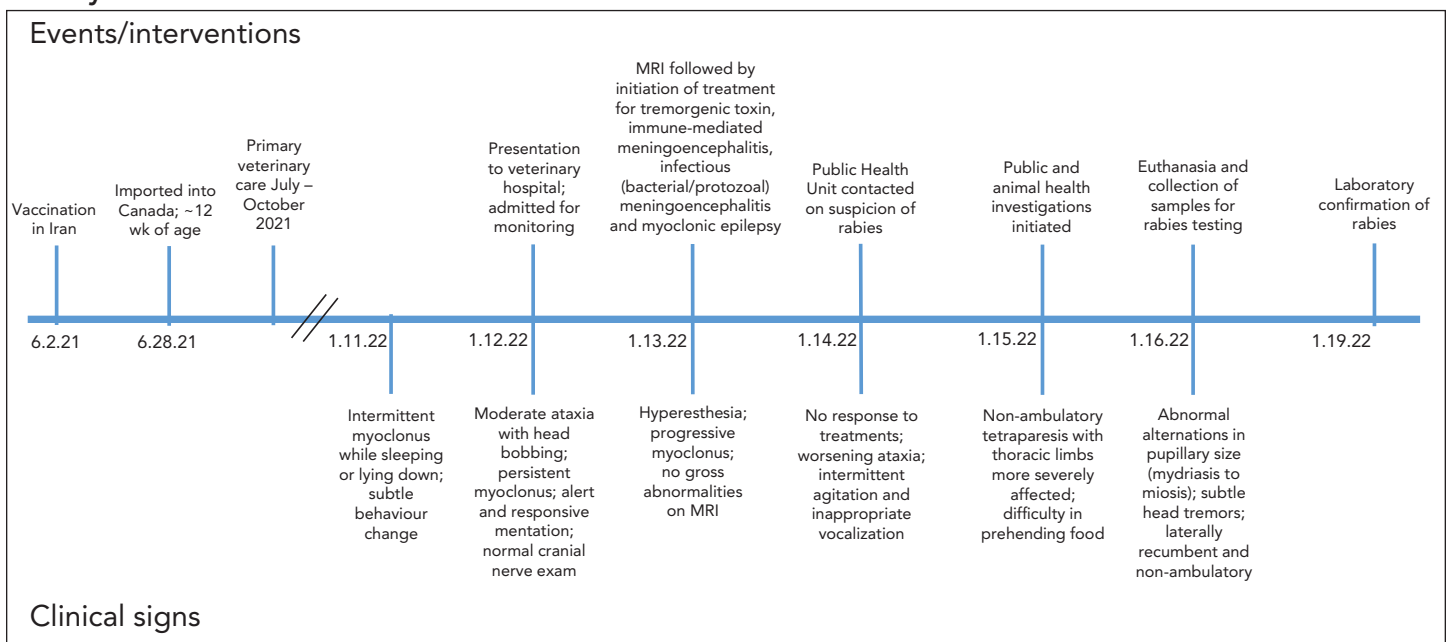 Events/interventions
Vaccination
in Iran
Imported into
Canada; ~12
wk of age
Primary
veterinary
care July –
October
2021
Presentation
to veterinary
hospital;
admitted for
monitoring
MRI followed by
initiation of treatment
for tremorgenic toxin,
immune-mediated
meningoencephalitis,
infectious
(bacterial/protozoal)
meningoencephalitis
and myoclonic epilepsy
Public Health
Unit contacted
on suspicion of
rabies
Public and
animal health
investigations
initiated
Euthanasia and
collection of
samples for
rabies testing
Laboratory
confirmation of
rabies
6.2.21
6.28.21
1.11.22
1.12.22
1.13.22
1.14.22
1.15.22
1.16.22
1.19.22
Intermittent
myoclonus
while sleeping
or lying down;
subtle
behaviour
change
Moderate ataxia
with head
bobbing;
persistent
myoclonus; alert
and responsive
mentation;
normal cranial
nerve exam
Hyperesthesia;
progressive
myoclonus;
no gross
abnormalities
on MRI
No response to
treatments;
worsening ataxia;
intermittent
agitation and
inappropriate
vocalization
Non-ambulatory
tetraparesis with
thoracic limbs
more severely
affected;
difficulty in
prehending food
Abnormal
alternations in
pupillary size
(mydriasis to
miosis); subtle
head tremors;
laterally
recumbent and
non-ambulatory
Clinical signs